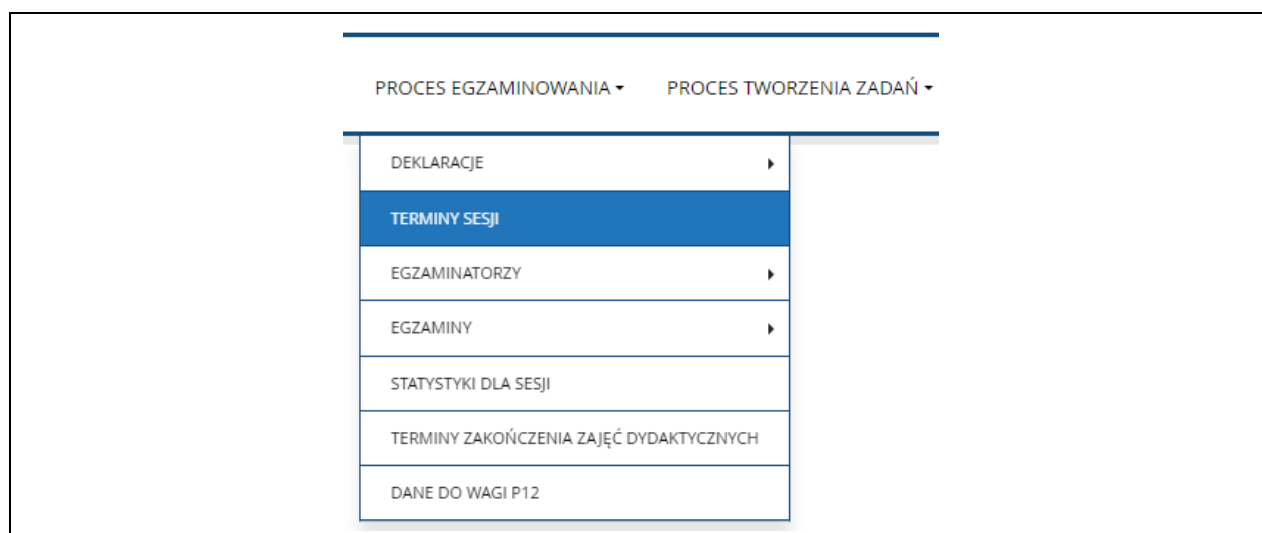 PROCES EGZAMINOWANIA PROCES TWORZENIA ZADAŃ
DEKLARACJE
TERMINY SESJI
EGZAMINATORZY
EGZAMINY
STATYSTYKI DLA SESJI
TERMINY ZAKOŃCZENIA ZAJĘĆ DYDAKTYCZNYCH
DANE DO WAGI P12